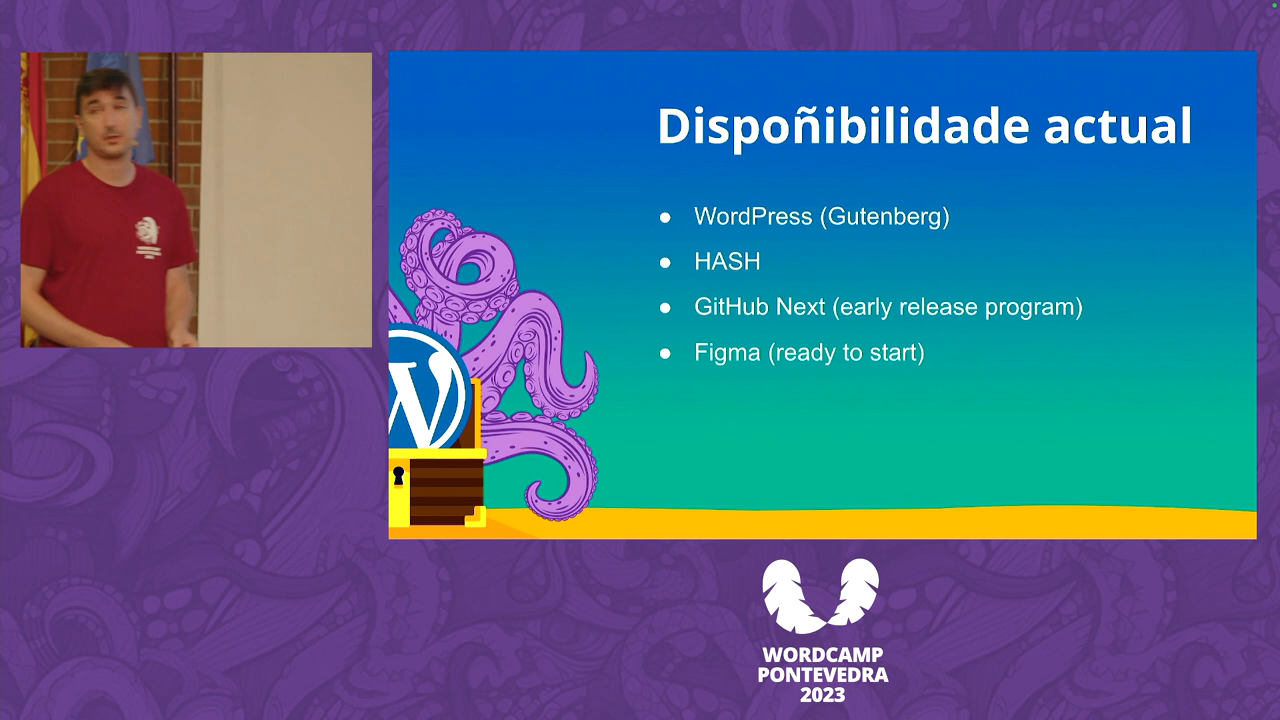 Dispoñibilidade actual
● WordPress (Gutenberg)
● HASH
● GitHub Next (early release program)
● Figma (ready to start)
W
WORDCAMP
PONTEVEDRA
2023